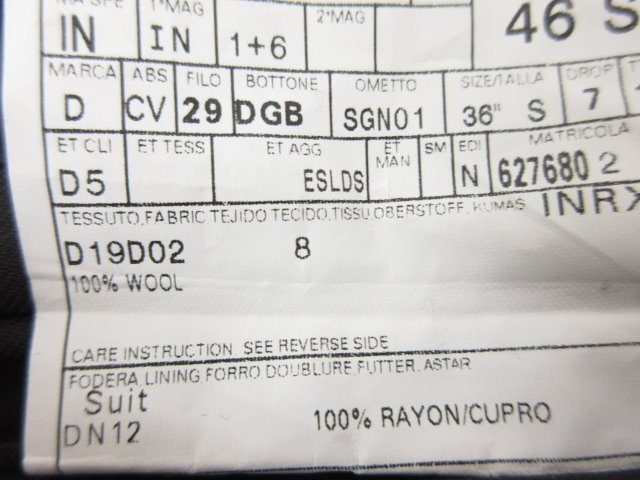 1°MAG 2°MAG
IN IN 1+6 46 S
MARCA ABS FILO BOTTONE OMETTO SIZE/TALLA DROP
D CV 29 DGB SGN01 36" S 7
ET CLI ET TESS ET AGG ET MAN BM EDI MATRICOLA
D5 ESLDS N 627680 2
TESSUTO,FABRIC,TEJIDO TECIDO,TISSU,OBERSTOFF, KUMAS INRX
D19D02 8
100% WOOL
CARE INSTRUCTION SEE REVERSE SIDE
FODERA,LINING,FORRO,DOUBLURE,FUTTER, ASTAR
Suit 100% RAYON/CUPRO
DN12